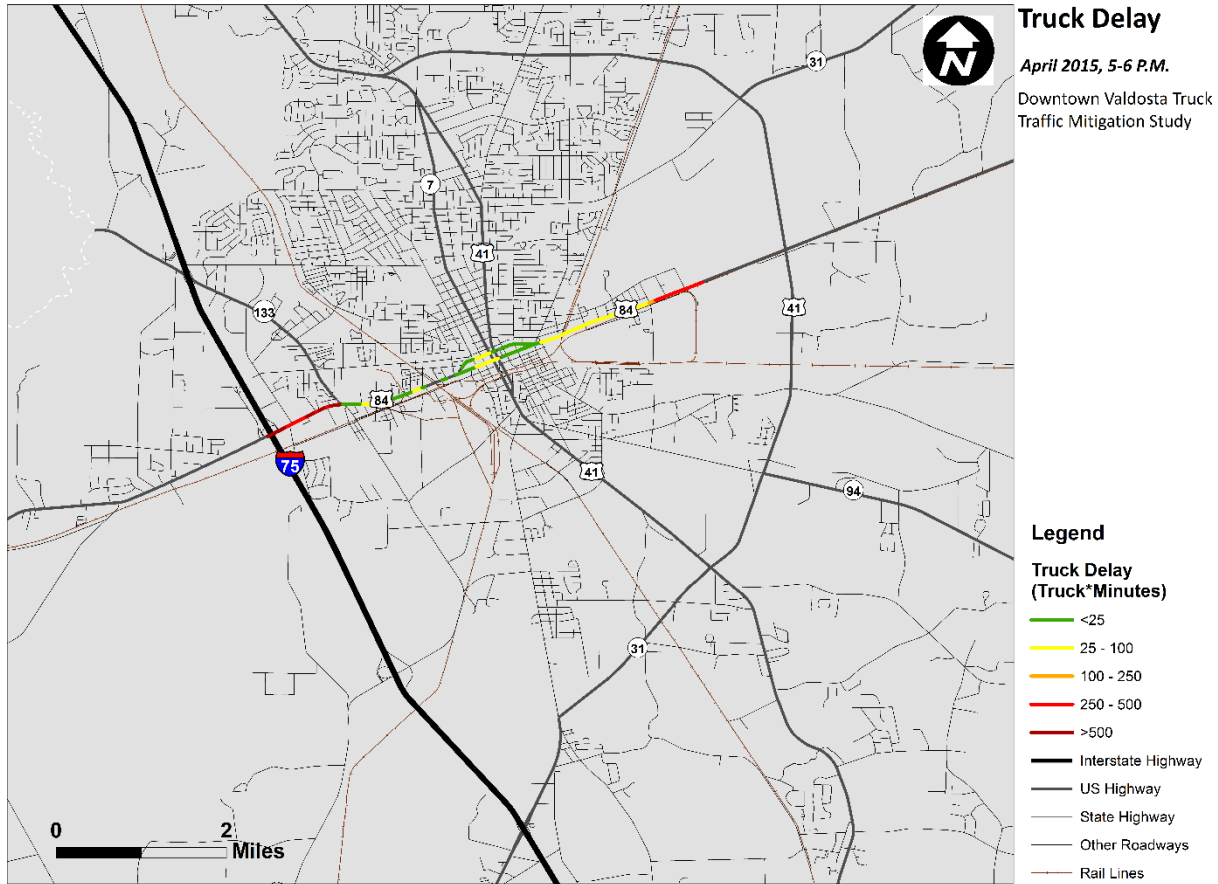 Truck Delay
April 2015, 5-6 P.M.
Downtown Valdosta Truck
Traffic Mitigation Study
N
31
7
41
84
41
133
84
75
41
94
31
0 2
Miles
Legend
Truck Delay
(Truck*Minutes)
<25
25 - 100
100 - 250
250 - 500
>500
Interstate Highway
US Highway
State Highway
Other Roadways
Rail Lines